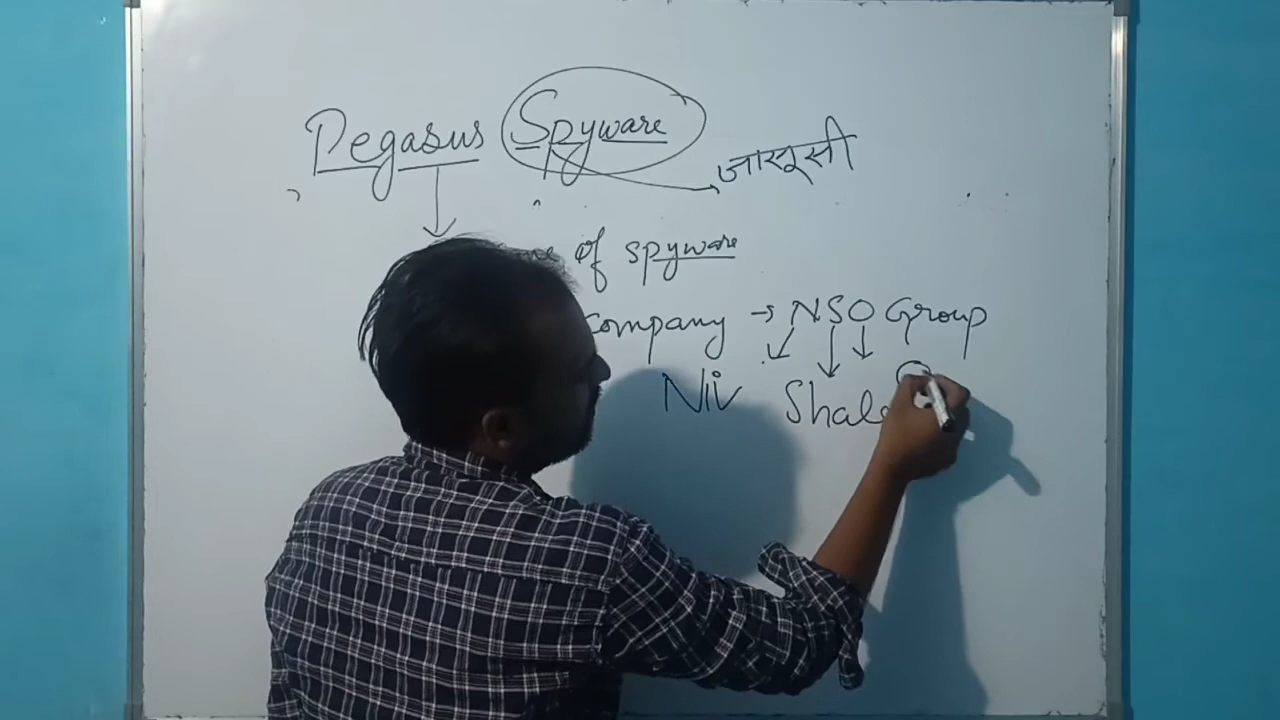 Pegasus Spyware
जासूसी
of spyware
company → NSO Group
Niv Shale